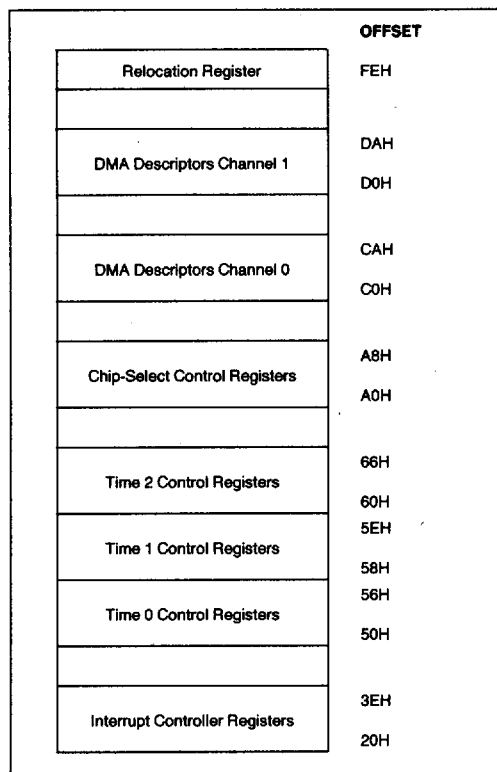 OFFSET
Relocation Register FEH
DAH
DMA Descriptors Channel 1
D0H
CAH
DMA Descriptors Channel 0
C0H
A8H
Chip-Select Control Registers
A0H
66H
Time 2 Control Registers
60H
5EH
Time 1 Control Registers
58H
56H
Time 0 Control Registers
50H
3EH
Interrupt Controller Registers
20H